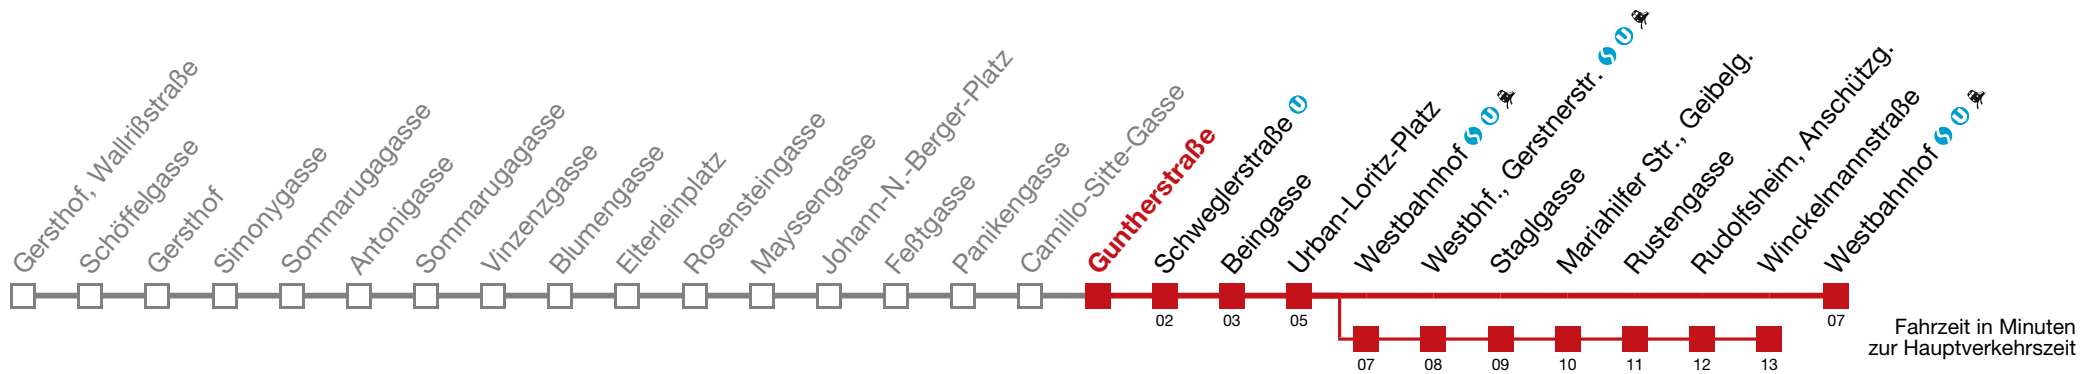 Gersthof, Wallrißstraße
Schöffelgasse
Gersthof
Simonygasse
Sommarugagasse
Antonigasse
Sommarugagasse
Vinzenzgasse
Blumengasse
Elterleinplatz
Rosensteingasse
Mayssengasse
Johann-N.-Berger-Platz
Feßtgasse
Panikengasse
Camillo-Sitte-Gasse
Guntherstraße
Schweglerstraße U
Beingasse
Urban-Loritz-Platz
Westbahnhof S U
Westbhf., Gerstnerstr. S U
Staglgasse
Mariahilfer Str., Geibelg.
Rustengasse
Rudolfsheim, Anschützg.
Winckelmannstraße
Westbahnhof S U
02 03 05 07
07 08 09 10 11 12 13
Fahrzeit in Minuten
zur Hauptverkehrszeit